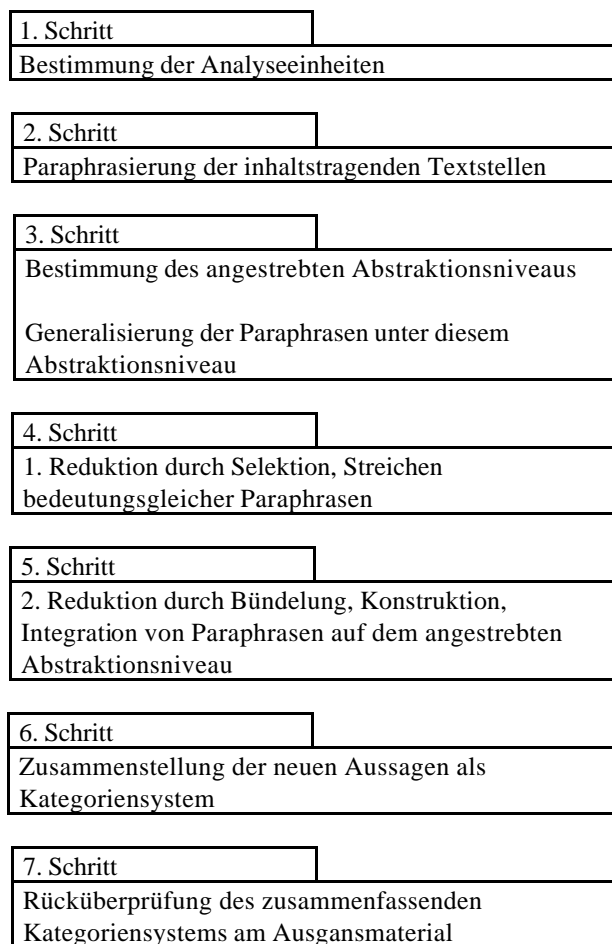 1. Schritt
Bestimmung der Analyseeinheiten
2. Schritt
Paraphrasierung der inhaltstragenden Textstellen
3. Schritt
Bestimmung des angestrebten Abstraktionsniveaus
Generalisierung der Paraphrasen unter diesem
Abstraktionsniveau
4. Schritt
1. Reduktion durch Selektion, Streichen
bedeutungsgleicher Paraphrasen
5. Schritt
2. Reduktion durch Bündelung, Konstruktion,
Integration von Paraphrasen auf dem angestrebten
Abstraktionsniveau
6. Schritt
Zusammenstellung der neuen Aussagen als
Kategoriensystem
7. Schritt
Rücküberprüfung des zusammenfassenden
Kategoriensystems am Ausgansmaterial